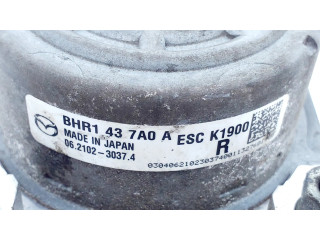 BHR1 43 7A0 A ESC K1900
MADE IN JAPAN
06.2102-3037.4
R